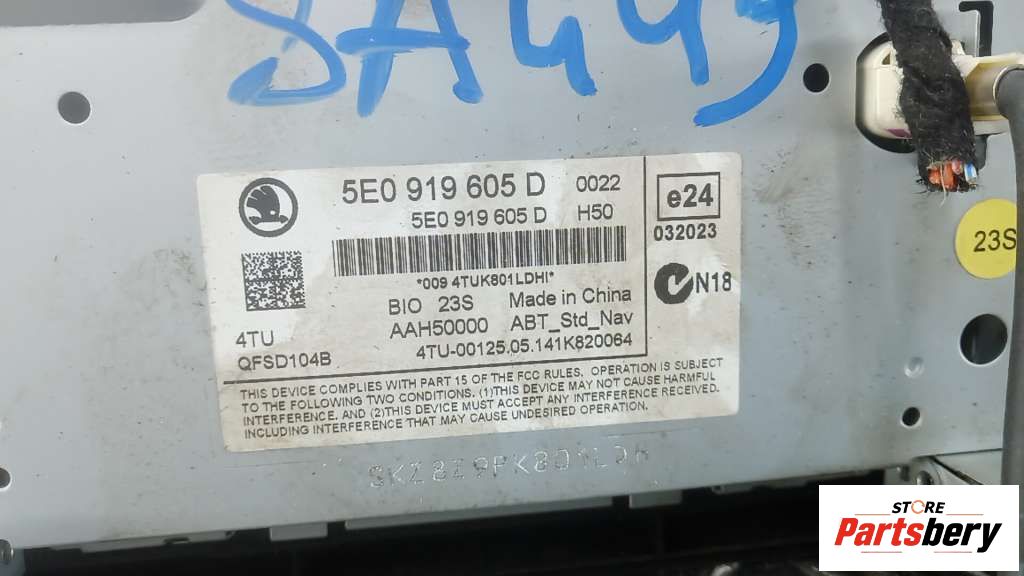 SA449
5E0 919 605 D 0022
5E0 919 605 D H50
e24
032023
*009 4TUK801LDHI*
BIO 23S Made in China
N18
4TU
AAH50000 ABT_Std_Nav
QFSD104B
4TU-00125.05.141K820064
THIS DEVICE COMPLIES WITH PART 15 OF THE FCC RULES. OPERATION IS SUBJECT
TO THE FOLLOWING TWO CONDITIONS. (1)THIS DEVICE MAY NOT CAUSE HARMFUL
INTERFERENCE, AND (2)THIS DEVICE MUST ACCEPT ANY INTERFERENCE RECEIVED.
INCLUDING INTERFERENCE THAT MAY CAUSE UNDESIRED OPERATION.
23S
STORE
Partsbery